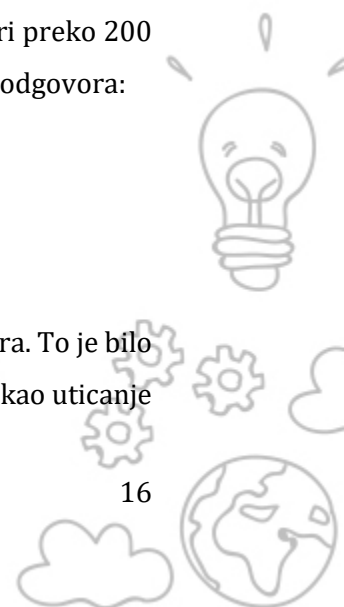 ri preko 200
odgovora:
ra. To je bilo
kao uticanje
16